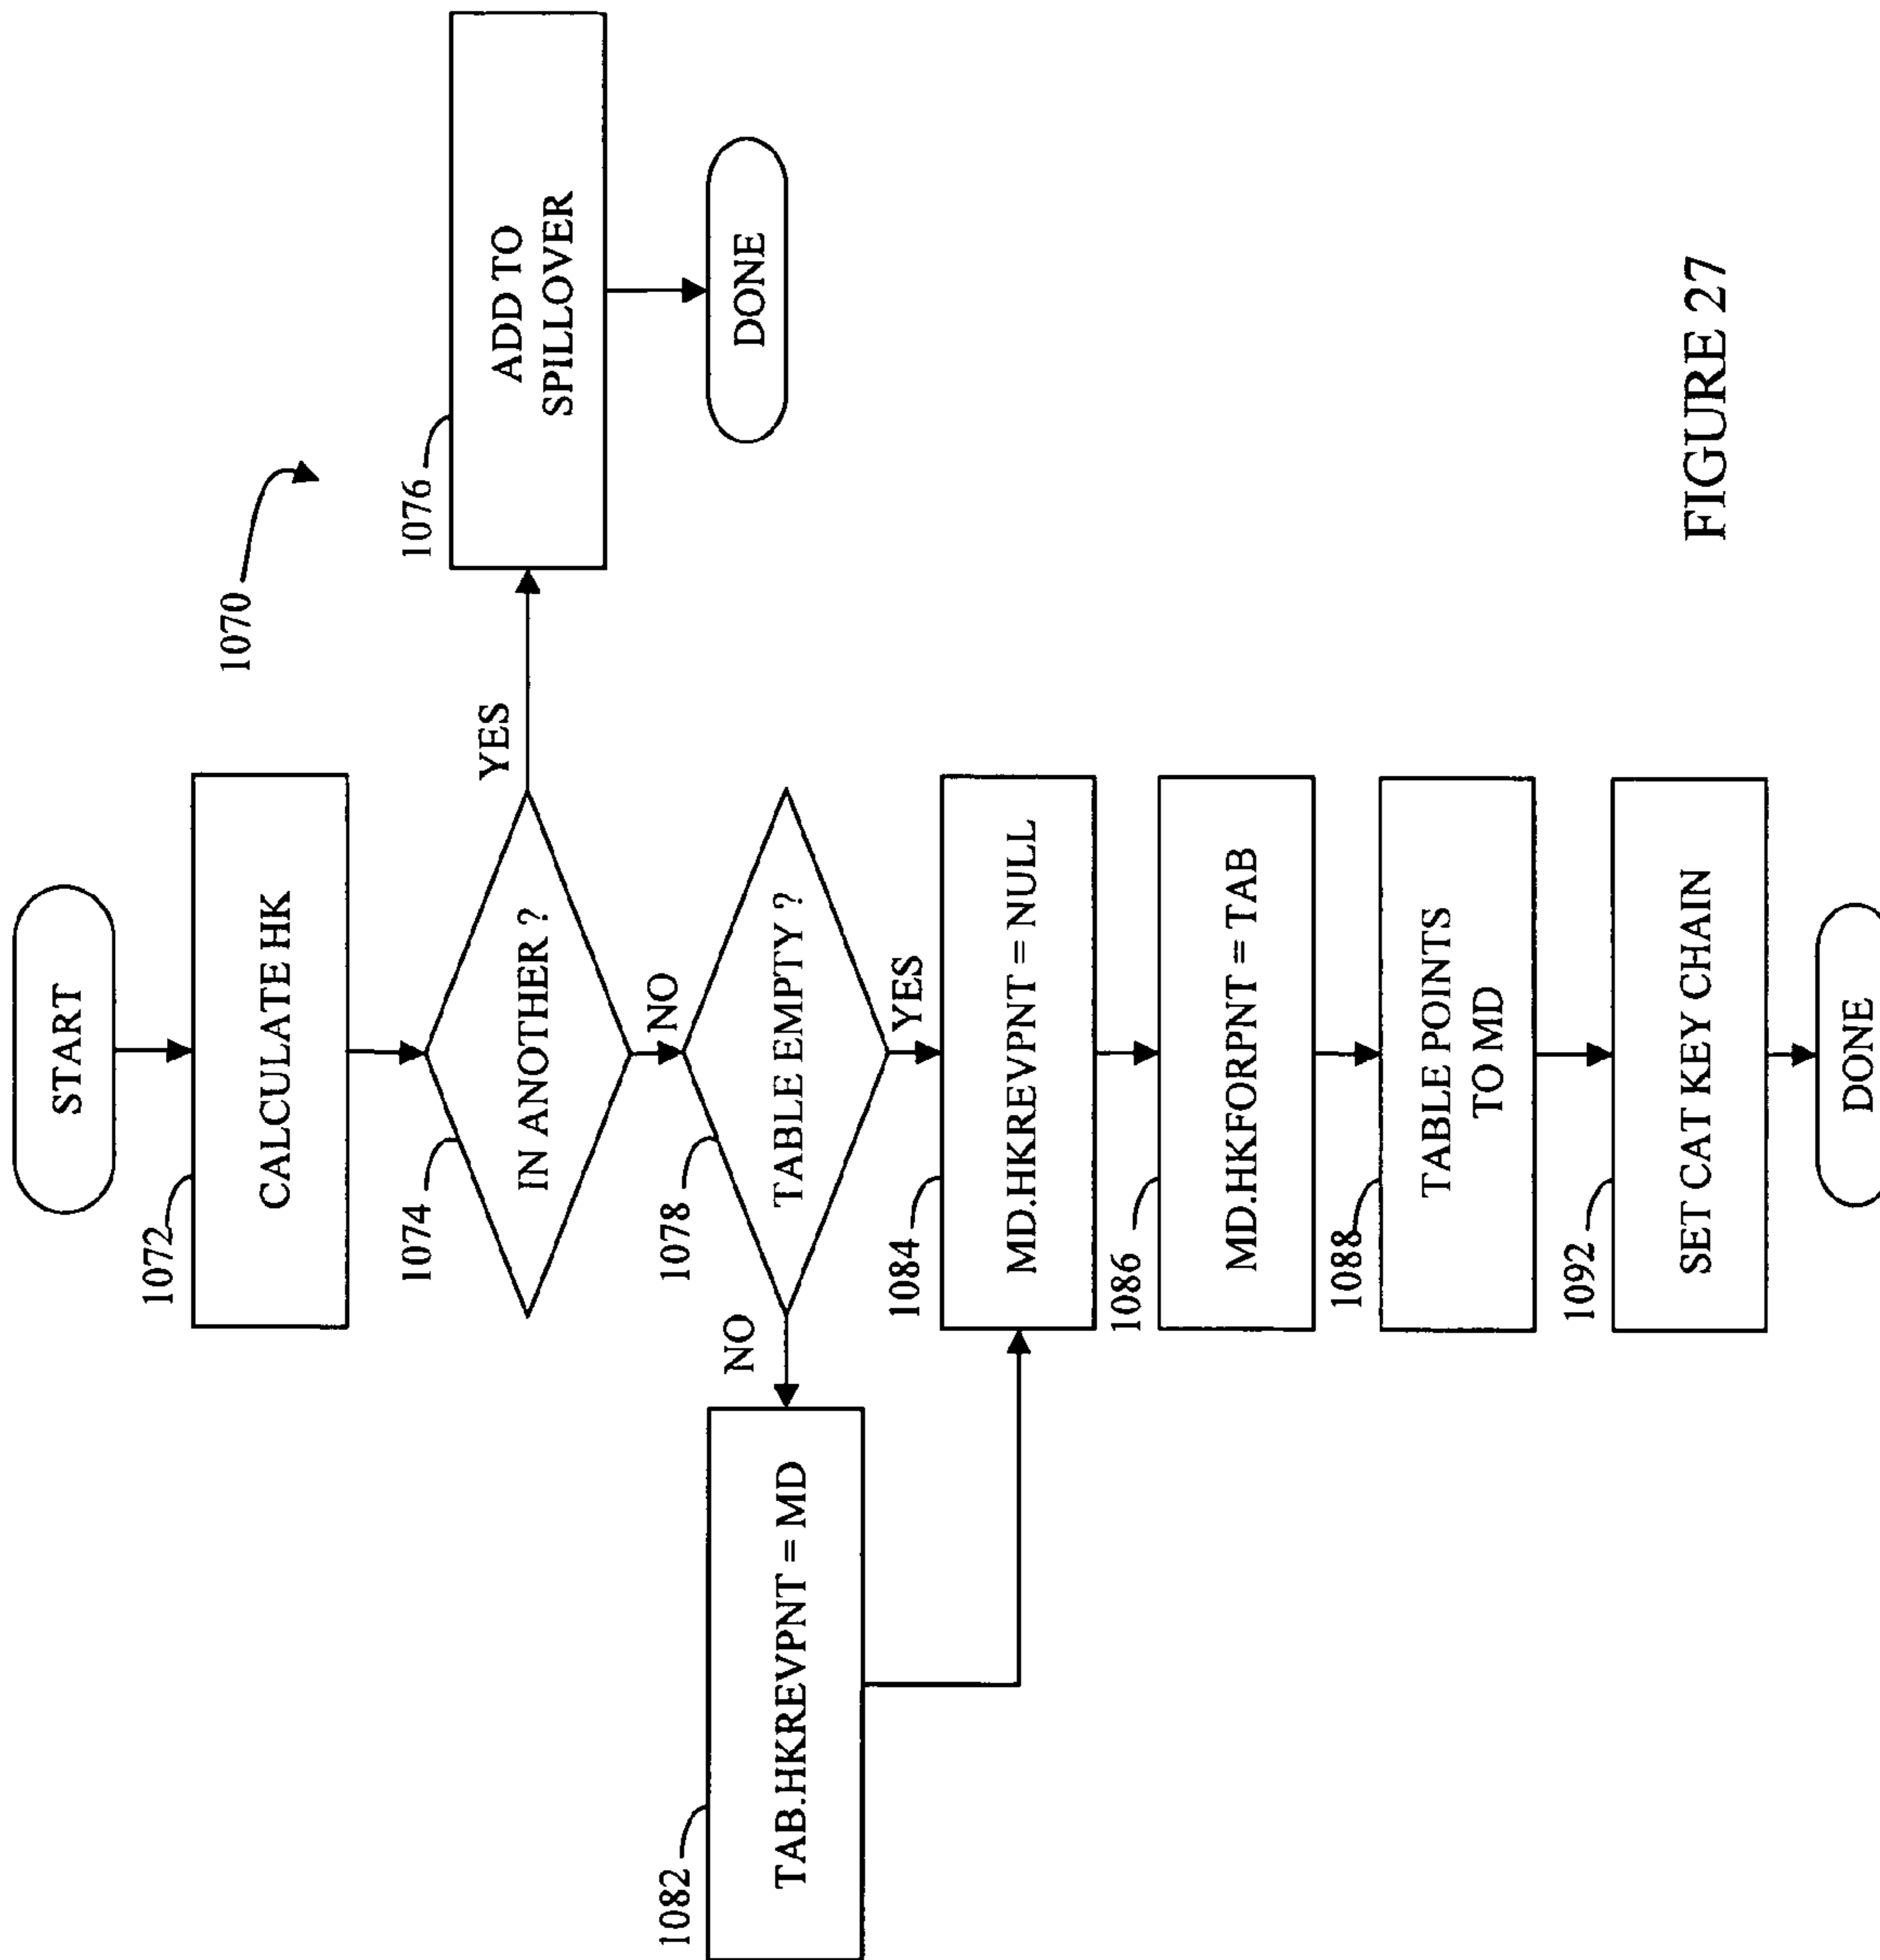 START
1070
1072
CALCULATE HK
1074
IN ANOTHER ?
YES
1076
ADD TO
SPILLOVER
DONE
NO
1078
TABLE EMPTY ?
NO
1082
TAB.HKREVPNT = MD
YES
1084
MD.HKREVPNT = NULL
1086
MD.HKFORPNT = TAB
1088
TABLE POINTS
TO MD
1092
SET CAT KEY CHAIN
DONE
FIGURE 27